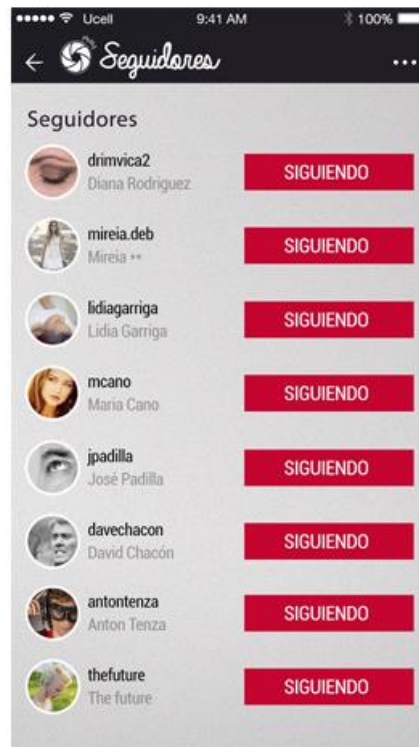 Ucell 9:41 AM 100%
Seguidores
Seguidores
drimvica2
Diana Rodriguez
SIGUIENDO
mireia.deb
Mireia **
SIGUIENDO
lidiagarriga
Lidia Garriga
SIGUIENDO
mcano
Maria Cano
SIGUIENDO
jpadilla
José Padilla
SIGUIENDO
davechacon
David Chacón
SIGUIENDO
antontenza
Anton Tenza
SIGUIENDO
thefuture
The future
SIGUIENDO